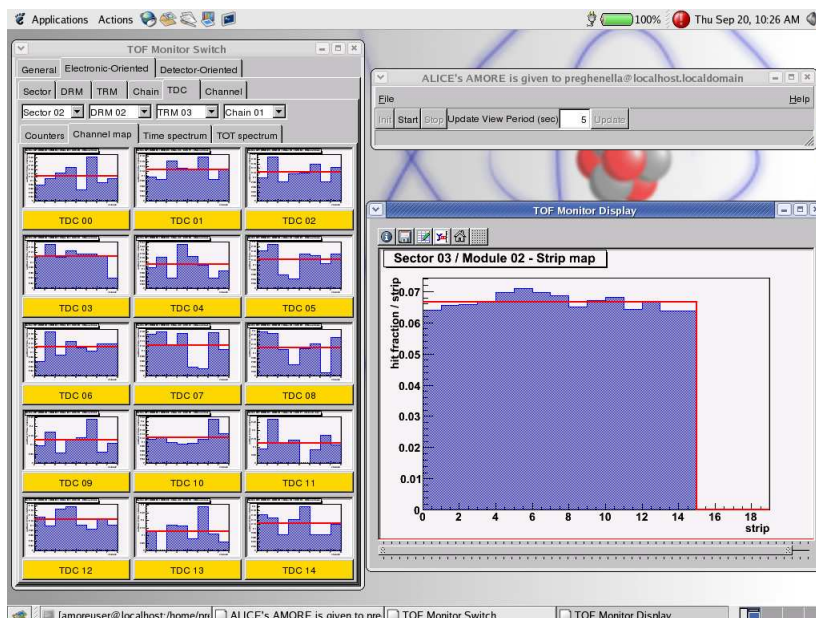 Applications Actions 100% Thu Sep 20, 10:26 AM
TOF Monitor Switch
General Electronic-Oriented Detector-Oriented
Sector DRM TRM Chain TDC Channel
Sector 02 DRM 02 TRM 03 Chain 01
Counters Channel map Time spectrum TOT spectrum
TDC 00 TDC 01 TDC 02
TDC 03 TDC 04 TDC 05
TDC 06 TDC 07 TDC 08
TDC 09 TDC 10 TDC 11
TDC 12 TDC 13 TDC 14
ALICE's AMORE is given to preghenella@localhost.localdomain
File Help
Init Start Stop Update View Period (sec) 5 Update
TOF Monitor Display
Sector 03 / Module 02 - Strip map
hit fraction / strip
0.07
0.06
0.05
0.04
0.03
0.02
0.01
0
0 2 4 6 8 10 12 14 16 18
strip
[amoreuser@localhost:/home/pre ALICE's AMORE is given to pre TOF Monitor Switch TOF Monitor Display